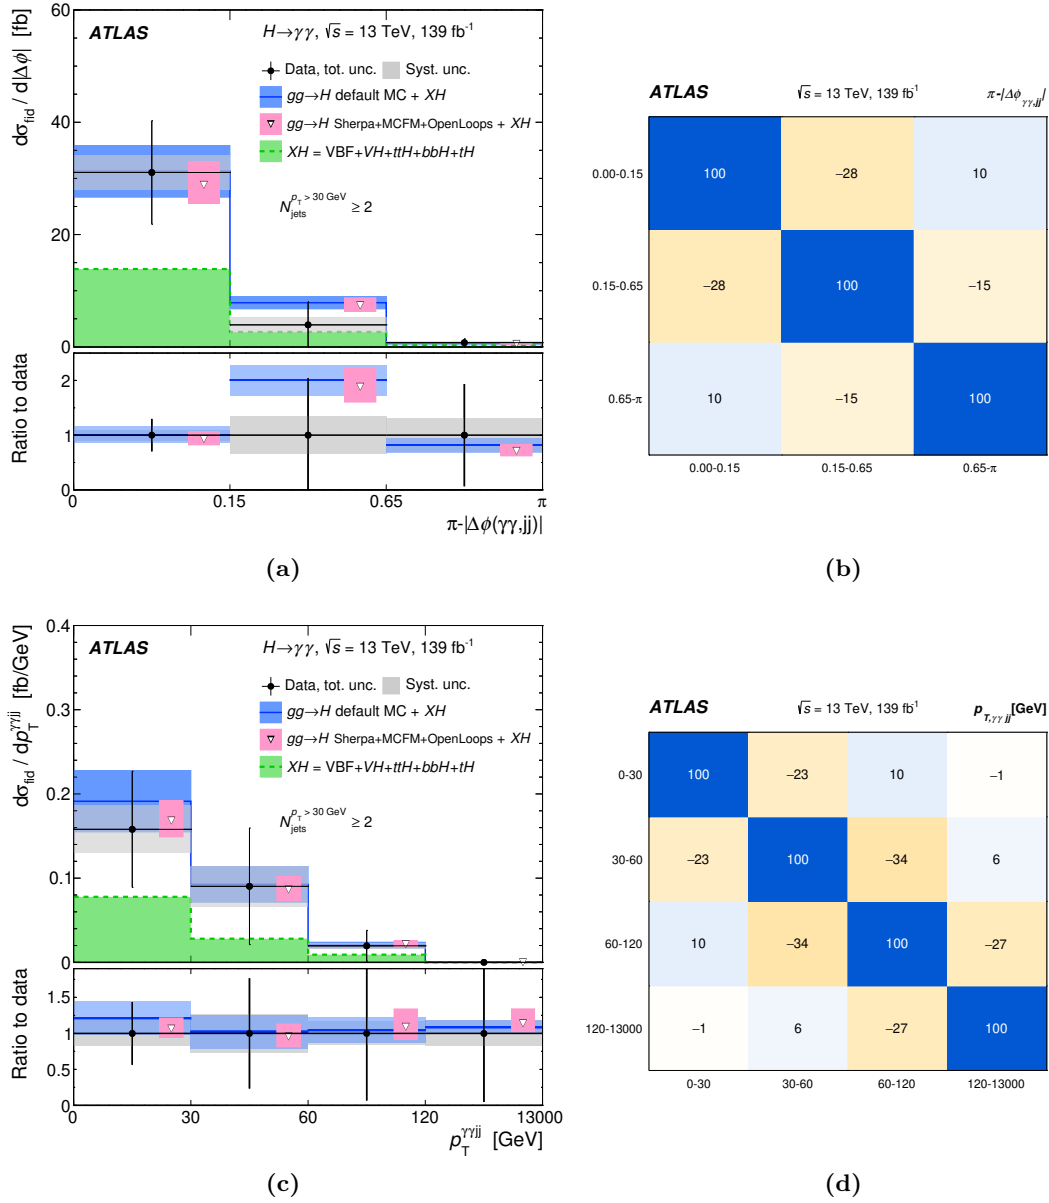 ATLAS
H→γγ, √s = 13 TeV, 139 fb⁻¹
Data, tot. unc. Syst. unc.
gg→H default MC + XH
gg→H Sherpa+MCFM+OpenLoops + XH
XH = VBF+VH+ttH+bbH+tH
N_jets^{p_T > 30 GeV} ≥ 2
dσ_fid / d|Δϕ| [fb]
60
40
20
0
Ratio to data
2
1
0
0 0.15 0.65 π
π-|Δϕ(γγ,jj)|
(a)
ATLAS √s = 13 TeV, 139 fb⁻¹ π-|Δϕ_{γγ,jj}|
0.00-0.15 100 −28 10
0.15-0.65 −28 100 −15
0.65-π 10 −15 100
0.00-0.15 0.15-0.65 0.65-π
(b)
ATLAS
H→γγ, √s = 13 TeV, 139 fb⁻¹
Data, tot. unc. Syst. unc.
gg→H default MC + XH
gg→H Sherpa+MCFM+OpenLoops + XH
XH = VBF+VH+ttH+bbH+tH
N_jets^{p_T > 30 GeV} ≥ 2
dσ_fid / dp_T^{γγjj} [fb/GeV]
0.4
0.3
0.2
0.1
0
Ratio to data
1.5
1
0.5
0
0 30 60 120 13000
p_T^{γγjj} [GeV]
(c)
ATLAS √s = 13 TeV, 139 fb⁻¹ p_{T,γγjj}[GeV]
0-30 100 −23 10 −1
30-60 −23 100 −34 6
60-120 10 −34 100 −27
120-13000 −1 6 −27 100
0-30 30-60 60-120 120-13000
(d)